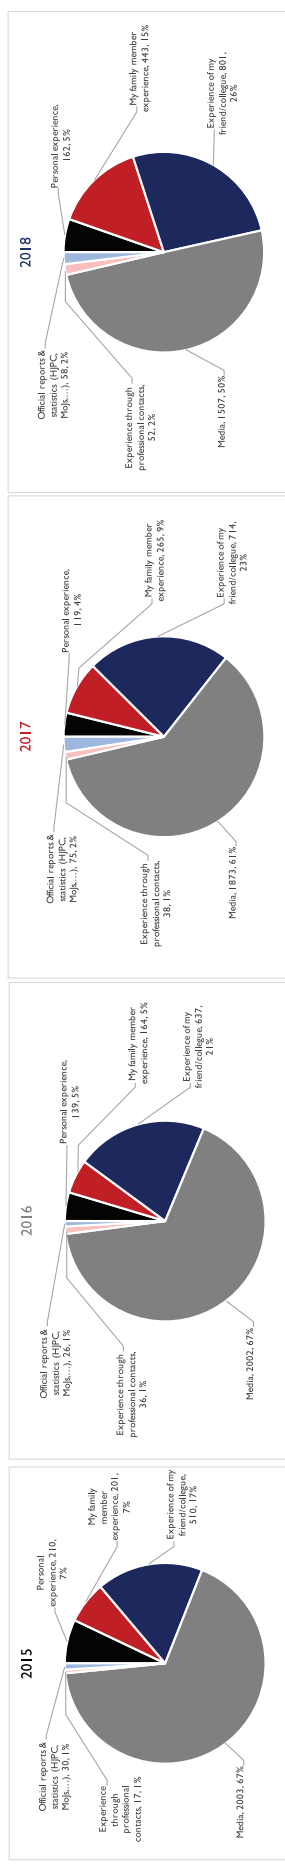 2015
Personal
experience, 210,
7%
My family
member
experience, 201,
7%
Experience of my
friend/collegue,
510, 17%
Media, 2003, 67%
Experience
through
professional
contacts, 17, 1%
Official reports &
statistics (HJPC,
MoJs,…), 30, 1%
2016
Personal experience,
139, 5%
My family member
experience, 164, 5%
Experience of my
friend/collegue, 637,
21%
Media, 2002, 67%
Experience through
professional contacts,
36, 1%
Official reports &
statistics (HJPC,
MoJs,…), 26, 1%
2017
Personal experience,
119, 4%
My family member
experience, 265, 9%
Experience of my
friend/collegue, 714,
23%
Media, 1873, 61%
Experience through
professional contacts,
38, 1%
Official reports &
statistics (HJPC,
MoJs,…), 75, 2%
2018
Personal experience,
162, 5%
My family member
experience, 443, 15%
Experience of my
friend/collegue, 801,
26%
Media, 1507, 50%
Experience through
professional contacts,
52, 2%
Official reports &
statistics (HJPC,
MoJs,…), 58, 2%